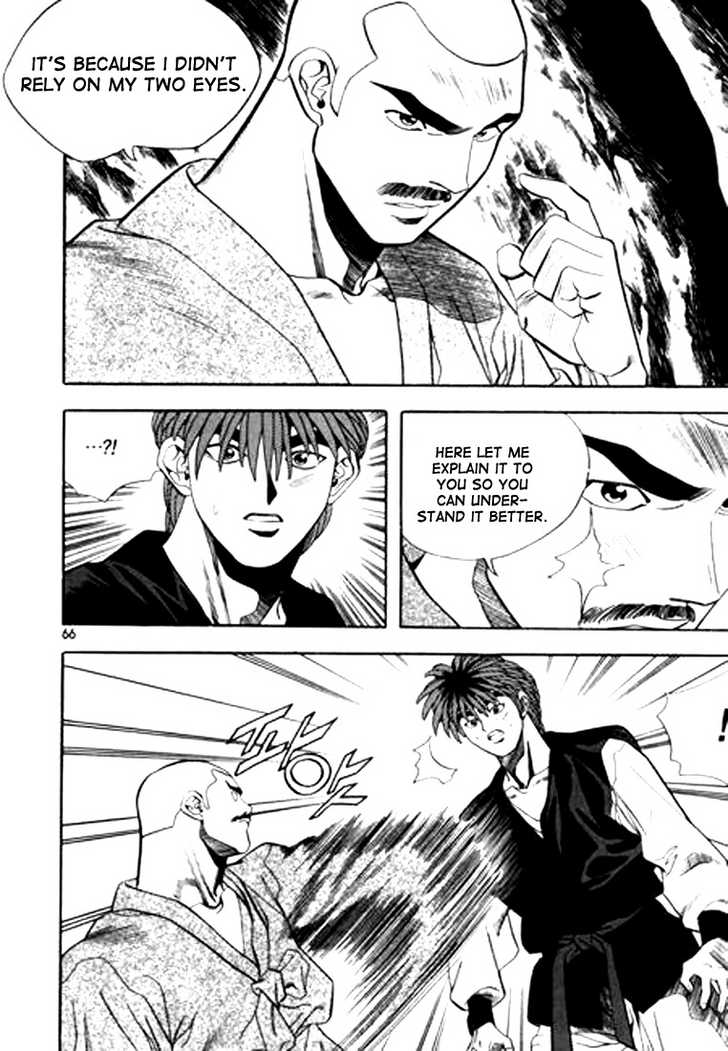 IT'S BECAUSE I DIDN'T
RELY ON MY TWO EYES.
...?!
HERE LET ME
EXPLAIN IT TO
YOU SO YOU
CAN UNDER-
STAND IT BETTER.
66
!